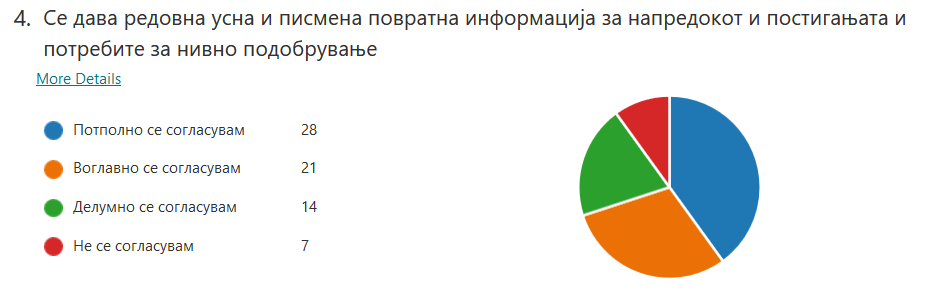 4. Се дава редовна усна и писмена повратна информација за напредокот и постигањата и
потребите за нивно подобрување
More Details
Потполно се согласувам 28
Воглавно се согласувам 21
Делумно се согласувам 14
Не се согласувам 7